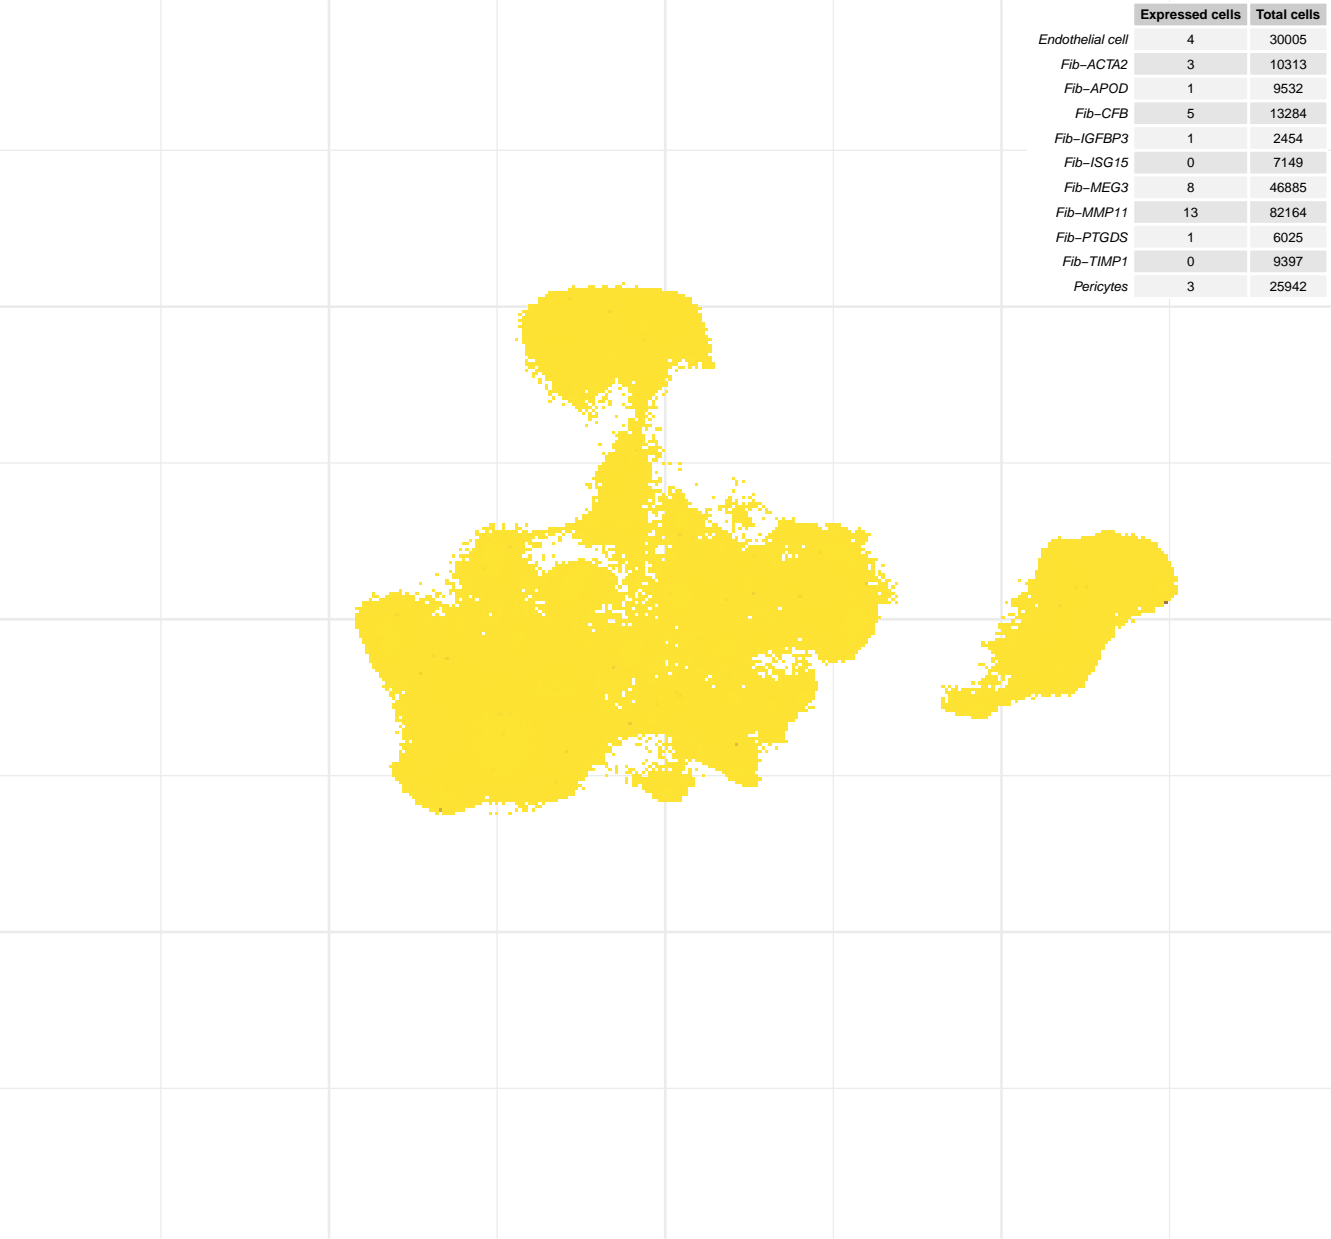 Expressed cells Total cells
Endothelial cell 4 30005
Fib−ACTA2 3 10313
Fib−APOD 1 9532
Fib−CFB 5 13284
Fib−IGFBP3 1 2454
Fib−ISG15 0 7149
Fib−MEG3 8 46885
Fib−MMP11 13 82164
Fib−PTGDS 1 6025
Fib−TIMP1 0 9397
Pericytes 3 25942